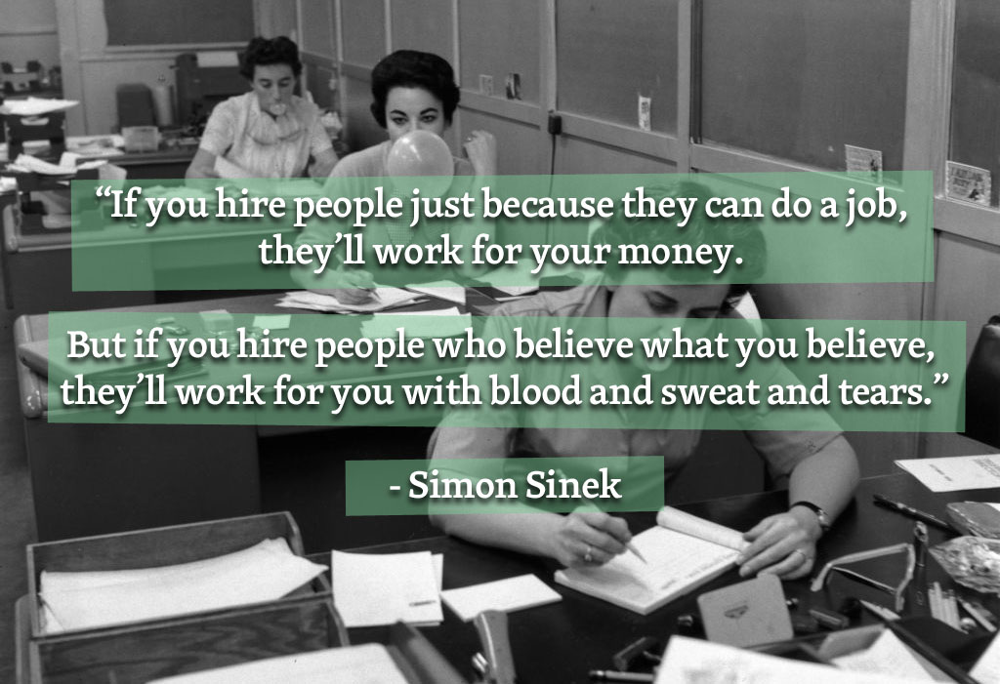 “If you hire people just because they can do a job,
they’ll work for your money.
But if you hire people who believe what you believe,
they’ll work for you with blood and sweat and tears.”
- Simon Sinek